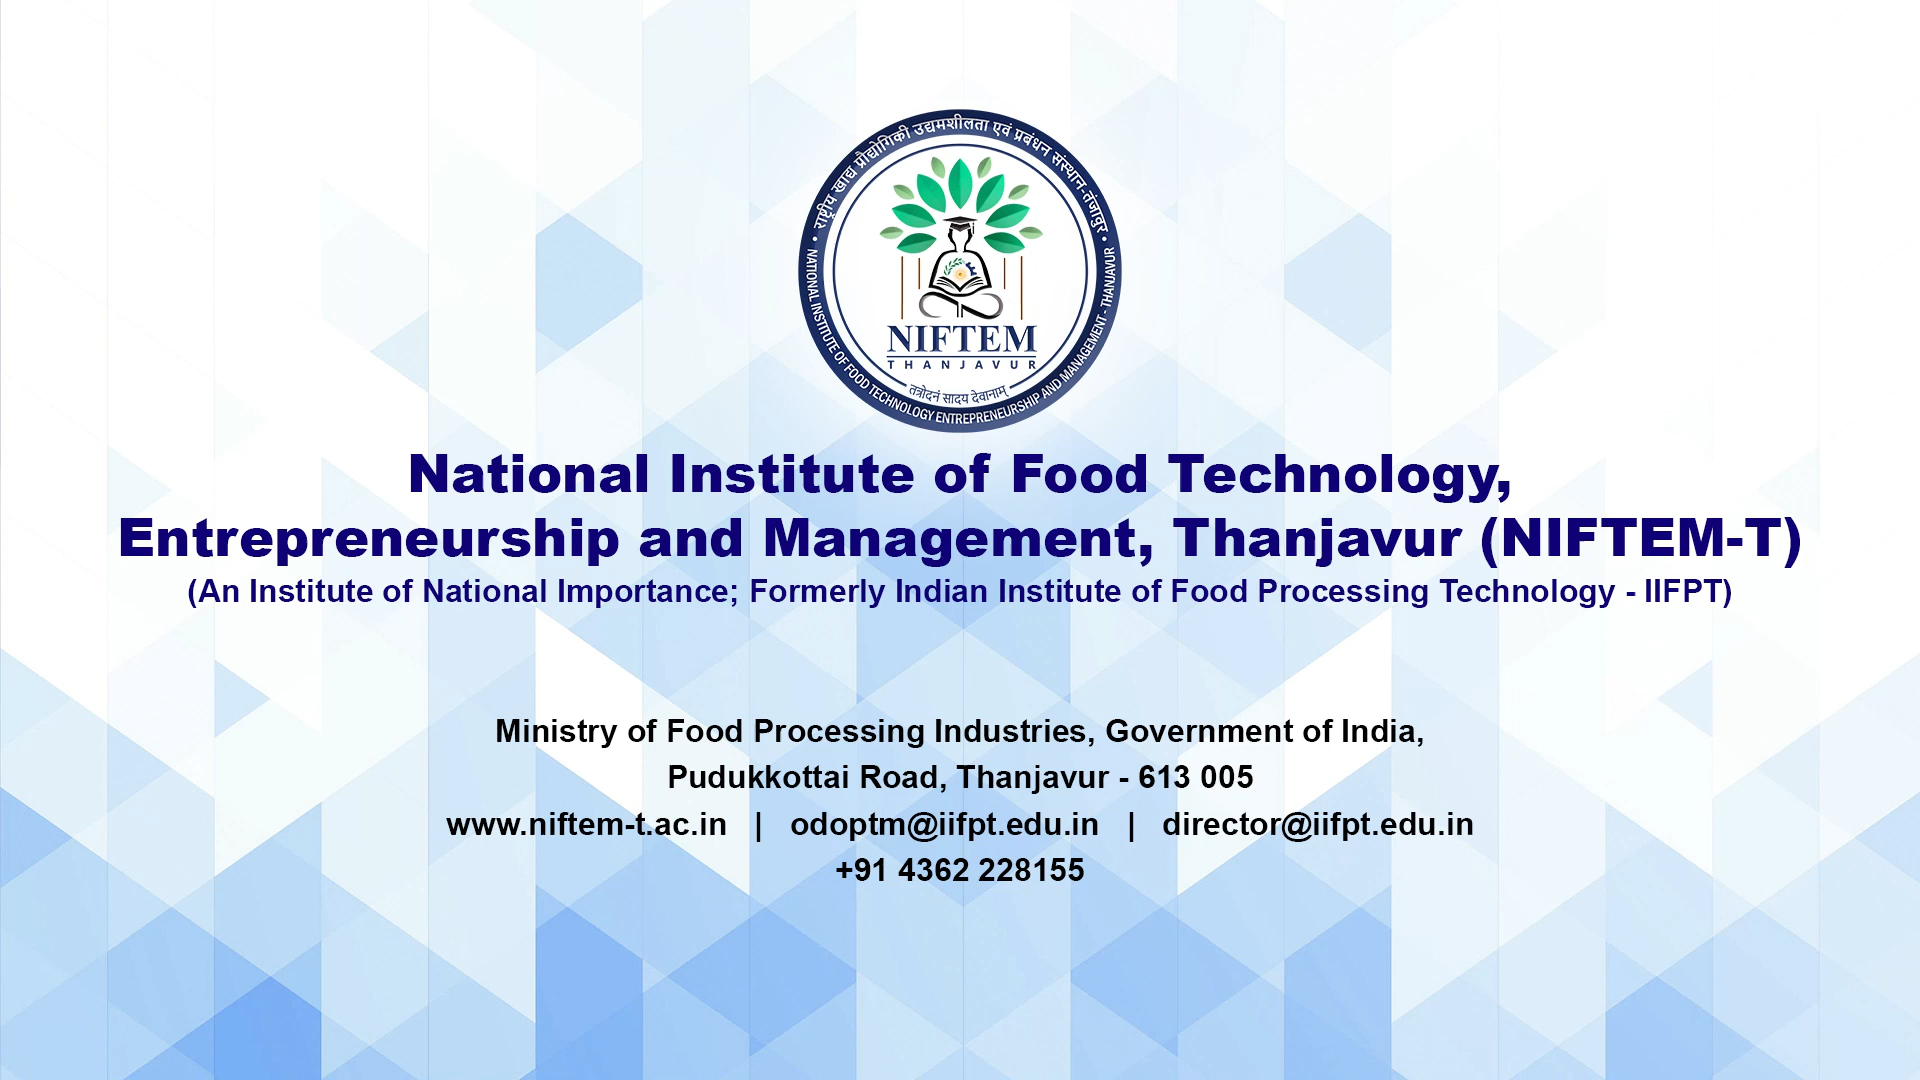 राष्ट्रीय खाद्य प्रौद्योगिकी उद्यमशीलता एवं प्रबंधन संस्थान-तंजावुर
NIFTEM
THANJAVUR
तत्रोदनं सादय देवानाम्
NATIONAL INSTITUTE OF FOOD TECHNOLOGY ENTREPRENEURSHIP AND MANAGEMENT - THANJAVUR
National Institute of Food Technology,
Entrepreneurship and Management, Thanjavur (NIFTEM-T)
(An Institute of National Importance; Formerly Indian Institute of Food Processing Technology - IIFPT)
Ministry of Food Processing Industries, Government of India,
Pudukkottai Road, Thanjavur - 613 005
www.niftem-t.ac.in | odoptm@iifpt.edu.in | director@iifpt.edu.in
+91 4362 228155